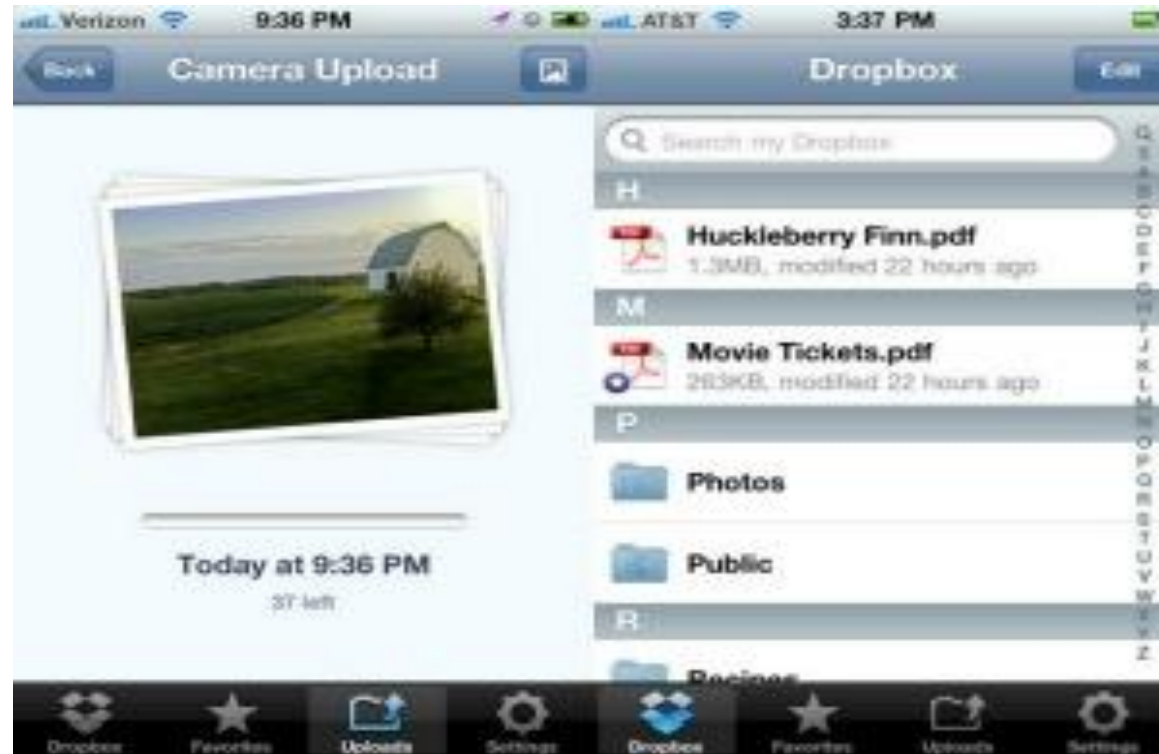 Verizon 9:36 PM
Back Camera Upload
Today at 9:36 PM
37 left
Dropbox Favorites Uploads Settings
AT&T 3:37 PM
Dropbox Edit
Search my Dropbox
H
Huckleberry Finn.pdf
1.3MB, modified 22 hours ago
M
Movie Tickets.pdf
263KB, modified 22 hours ago
P
Photos
Public
R
Recipes
Dropbox Favorites Uploads Settings